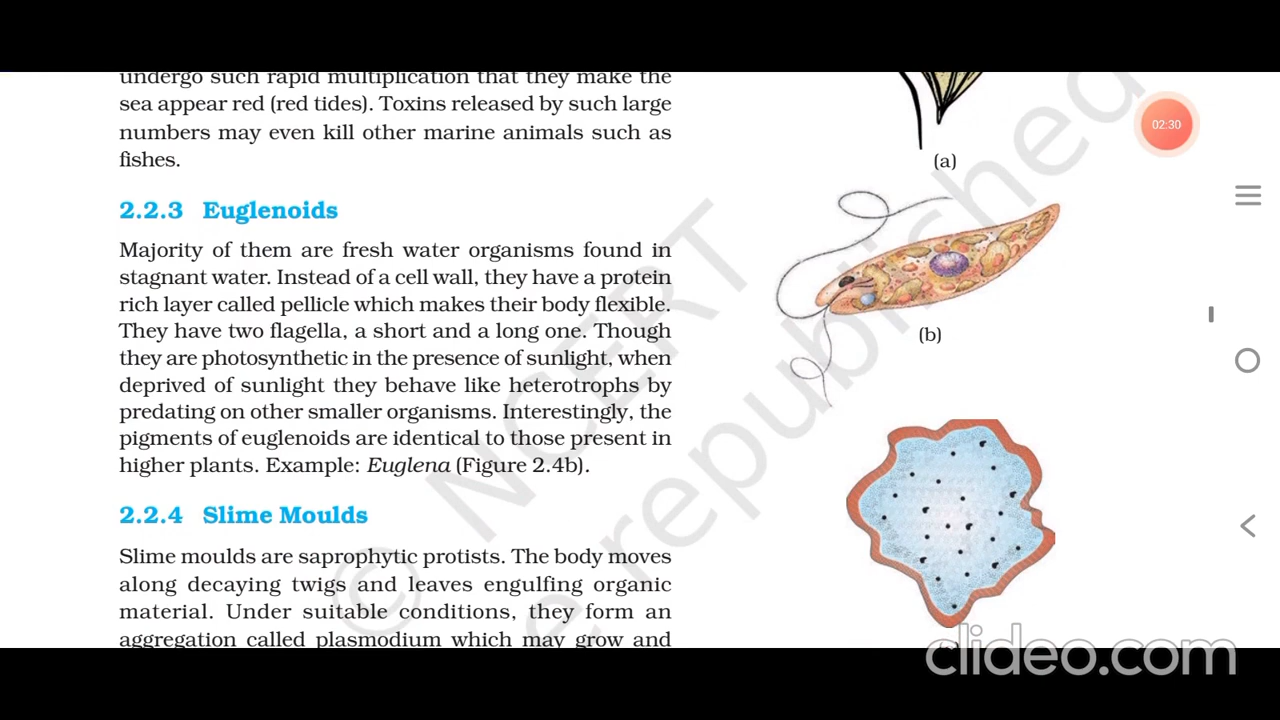 undergo such rapid multiplication that they make the
sea appear red (red tides). Toxins released by such large
numbers may even kill other marine animals such as
fishes.
(a)
02:30
2.2.3 Euglenoids
Majority of them are fresh water organisms found in
stagnant water. Instead of a cell wall, they have a protein
rich layer called pellicle which makes their body flexible.
They have two flagella, a short and a long one. Though
they are photosynthetic in the presence of sunlight, when
deprived of sunlight they behave like heterotrophs by
predating on other smaller organisms. Interestingly, the
pigments of euglenoids are identical to those present in
higher plants. Example: Euglena (Figure 2.4b).
(b)
2.2.4 Slime Moulds
Slime moulds are saprophytic protists. The body moves
along decaying twigs and leaves engulfing organic
material. Under suitable conditions, they form an
aggregation called plasmodium which may grow and
© NCERT
republished
clideo.com